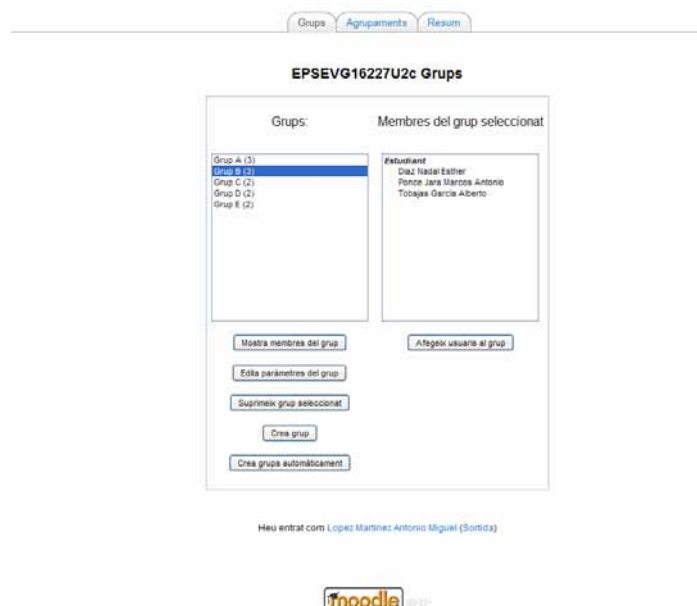 Grups Agrupaments Resum
EPSEVG16227U2c Grups
Grups:
Grup A (3)
Grup B (3)
Grup C (2)
Grup D (2)
Grup E (2)
Mostra membres del grup
Edita paràmetres del grup
Suprimeix grup seleccionat
Crea grup
Crea grups automàticament
Membres del grup seleccionat
Estudiant
Diaz Nadal Esther
Ponce Jara Marcos Antonio
Tobajas Garcia Alberto
Afegeix usuaris al grup
Heu entrat com Lopez Martinez Antonio Miguel (Sortida)
moodle